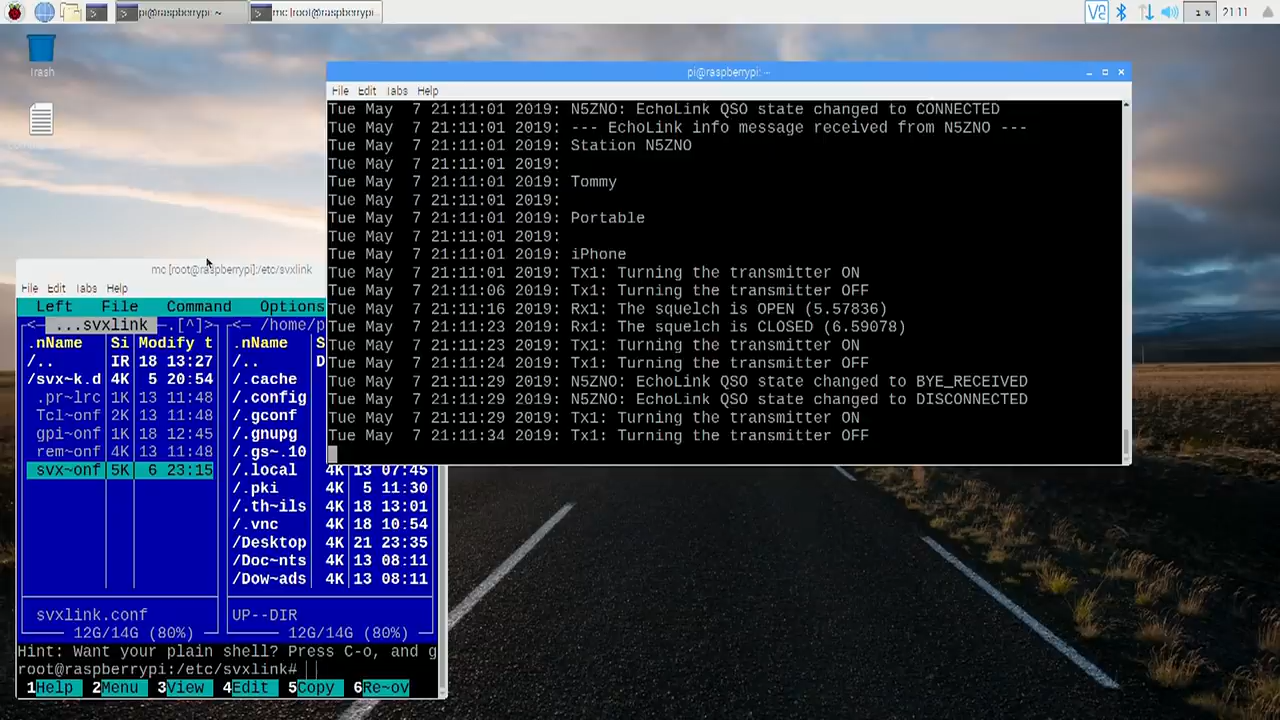 pi@raspberrypi: ~
mc [root@raspberrypi]...
V2
1 %
21:11
Trash
pi@raspberrypi: ~
File Edit Tabs Help
Tue May  7 21:11:01 2019: N5ZNO: EchoLink QSO state changed to CONNECTED
Tue May  7 21:11:01 2019: --- EchoLink info message received from N5ZNO ---
Tue May  7 21:11:01 2019: Station N5ZNO
Tue May  7 21:11:01 2019:
Tue May  7 21:11:01 2019: Tommy
Tue May  7 21:11:01 2019:
Tue May  7 21:11:01 2019: Portable
Tue May  7 21:11:01 2019:
Tue May  7 21:11:01 2019: iPhone
Tue May  7 21:11:01 2019: Tx1: Turning the transmitter ON
Tue May  7 21:11:06 2019: Tx1: Turning the transmitter OFF
Tue May  7 21:11:16 2019: Rx1: The squelch is OPEN (5.57836)
Tue May  7 21:11:23 2019: Rx1: The squelch is CLOSED (6.59078)
Tue May  7 21:11:23 2019: Tx1: Turning the transmitter ON
Tue May  7 21:11:24 2019: Tx1: Turning the transmitter OFF
Tue May  7 21:11:29 2019: N5ZNO: EchoLink QSO state changed to BYE_RECEIVED
Tue May  7 21:11:29 2019: N5ZNO: EchoLink QSO state changed to DISCONNECTED
Tue May  7 21:11:29 2019: Tx1: Turning the transmitter ON
Tue May  7 21:11:34 2019: Tx1: Turning the transmitter OFF
mc [root@raspberrypi]:/etc/svxlink
File Edit Tabs Help
Left File Command Options
<- ...svxlink -.[^]> <- /home/p
.nName Si Modify t .nName S
/.. IR 18 13:27 /.. D
/svx~k.d 4K 5 20:54 /.cache
.pr~lrc 1K 13 11:48 /.config
Tcl~onf 2K 13 11:48 /.gconf
gpi~onf 1K 18 12:45 /.gnupg
rem~onf 4K 13 11:48 /.gs~.10
svx~onf 5K 6 23:15 /.local 4K 13 07:45
/.pki 4K 5 11:30
/.th~ils 4K 18 13:01
/.vnc 4K 18 10:54
/Desktop 4K 21 23:35
/Doc~nts 4K 13 08:11
/Dow~ads 4K 13 08:11
svxlink.conf UP--DIR
12G/14G (80%) 12G/14G (80%)
Hint: Want your plain shell? Press C-o, and g
root@raspberrypi:/etc/svxlink#
1Help 2Menu 3View 4Edit 5Copy 6Re~ov